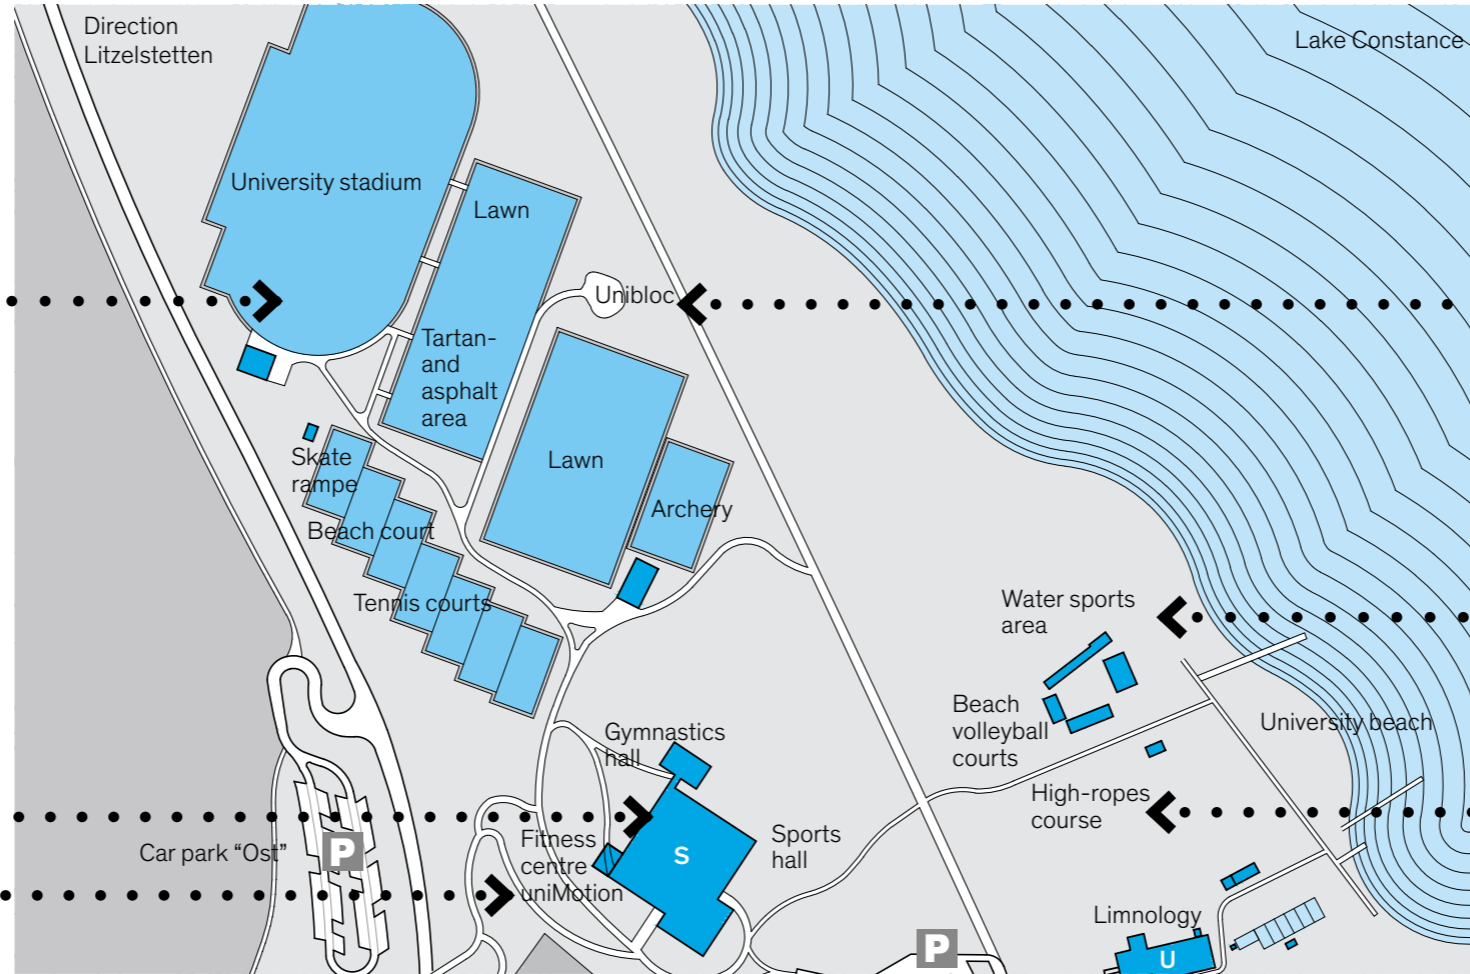 Direction
Litzelstetten
Lake Constance
University stadium
Lawn
Unibloc
Tartan-
and
asphalt
area
Skate
rampe
Lawn
Archery
Beach court
Tennis courts
Water sports
area
Beach
volleyball
courts
University beach
Gymnastics
hall
High-ropes
course
Fitness
centre
uniMotion
S
Sports
hall
Car park “Ost”
P
Limnology
P
U